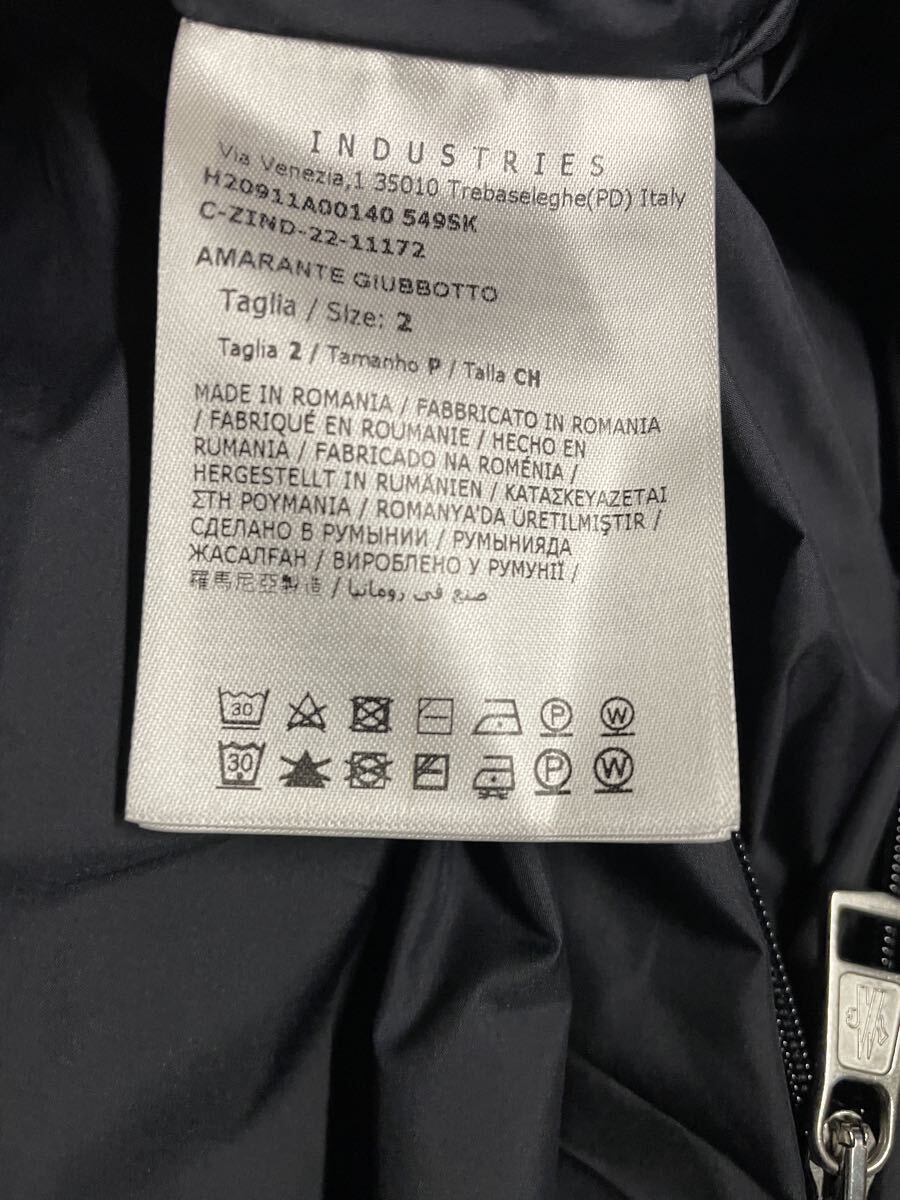 INDUSTRIES
Via Venezia,1 35010 Trebaseleghe(PD) Italy
H20911A00140 549SK
C-ZIND-22-11172
AMARANTE GIUBBOTTO
Taglia / Size: 2
Taglia 2 / Tamanho P / Talla CH
MADE IN ROMANIA / FABBRICATO IN ROMANIA
/ FABRIQUÉ EN ROUMANIE / HECHO EN
RUMANIA / FABRICADO NA ROMÉNIA /
HERGESTELLT IN RUMÄNIEN / ΚΑΤΑΣΚΕΥΑΖΕΤΑΙ
ΣΤΗ ΡΟΥΜΑΝΙΑ / ROMANYA'DA ÜRETILMIŞTIR /
СДЕЛАНО В РУМЫНИИ / РУМЫНИЯДА
ЖАСАЛҒАН / ВИРОБЛЕНО У РУМУНІЇ /
羅馬尼亞製造 / صنع في رومانيا
30 P W
30 P W